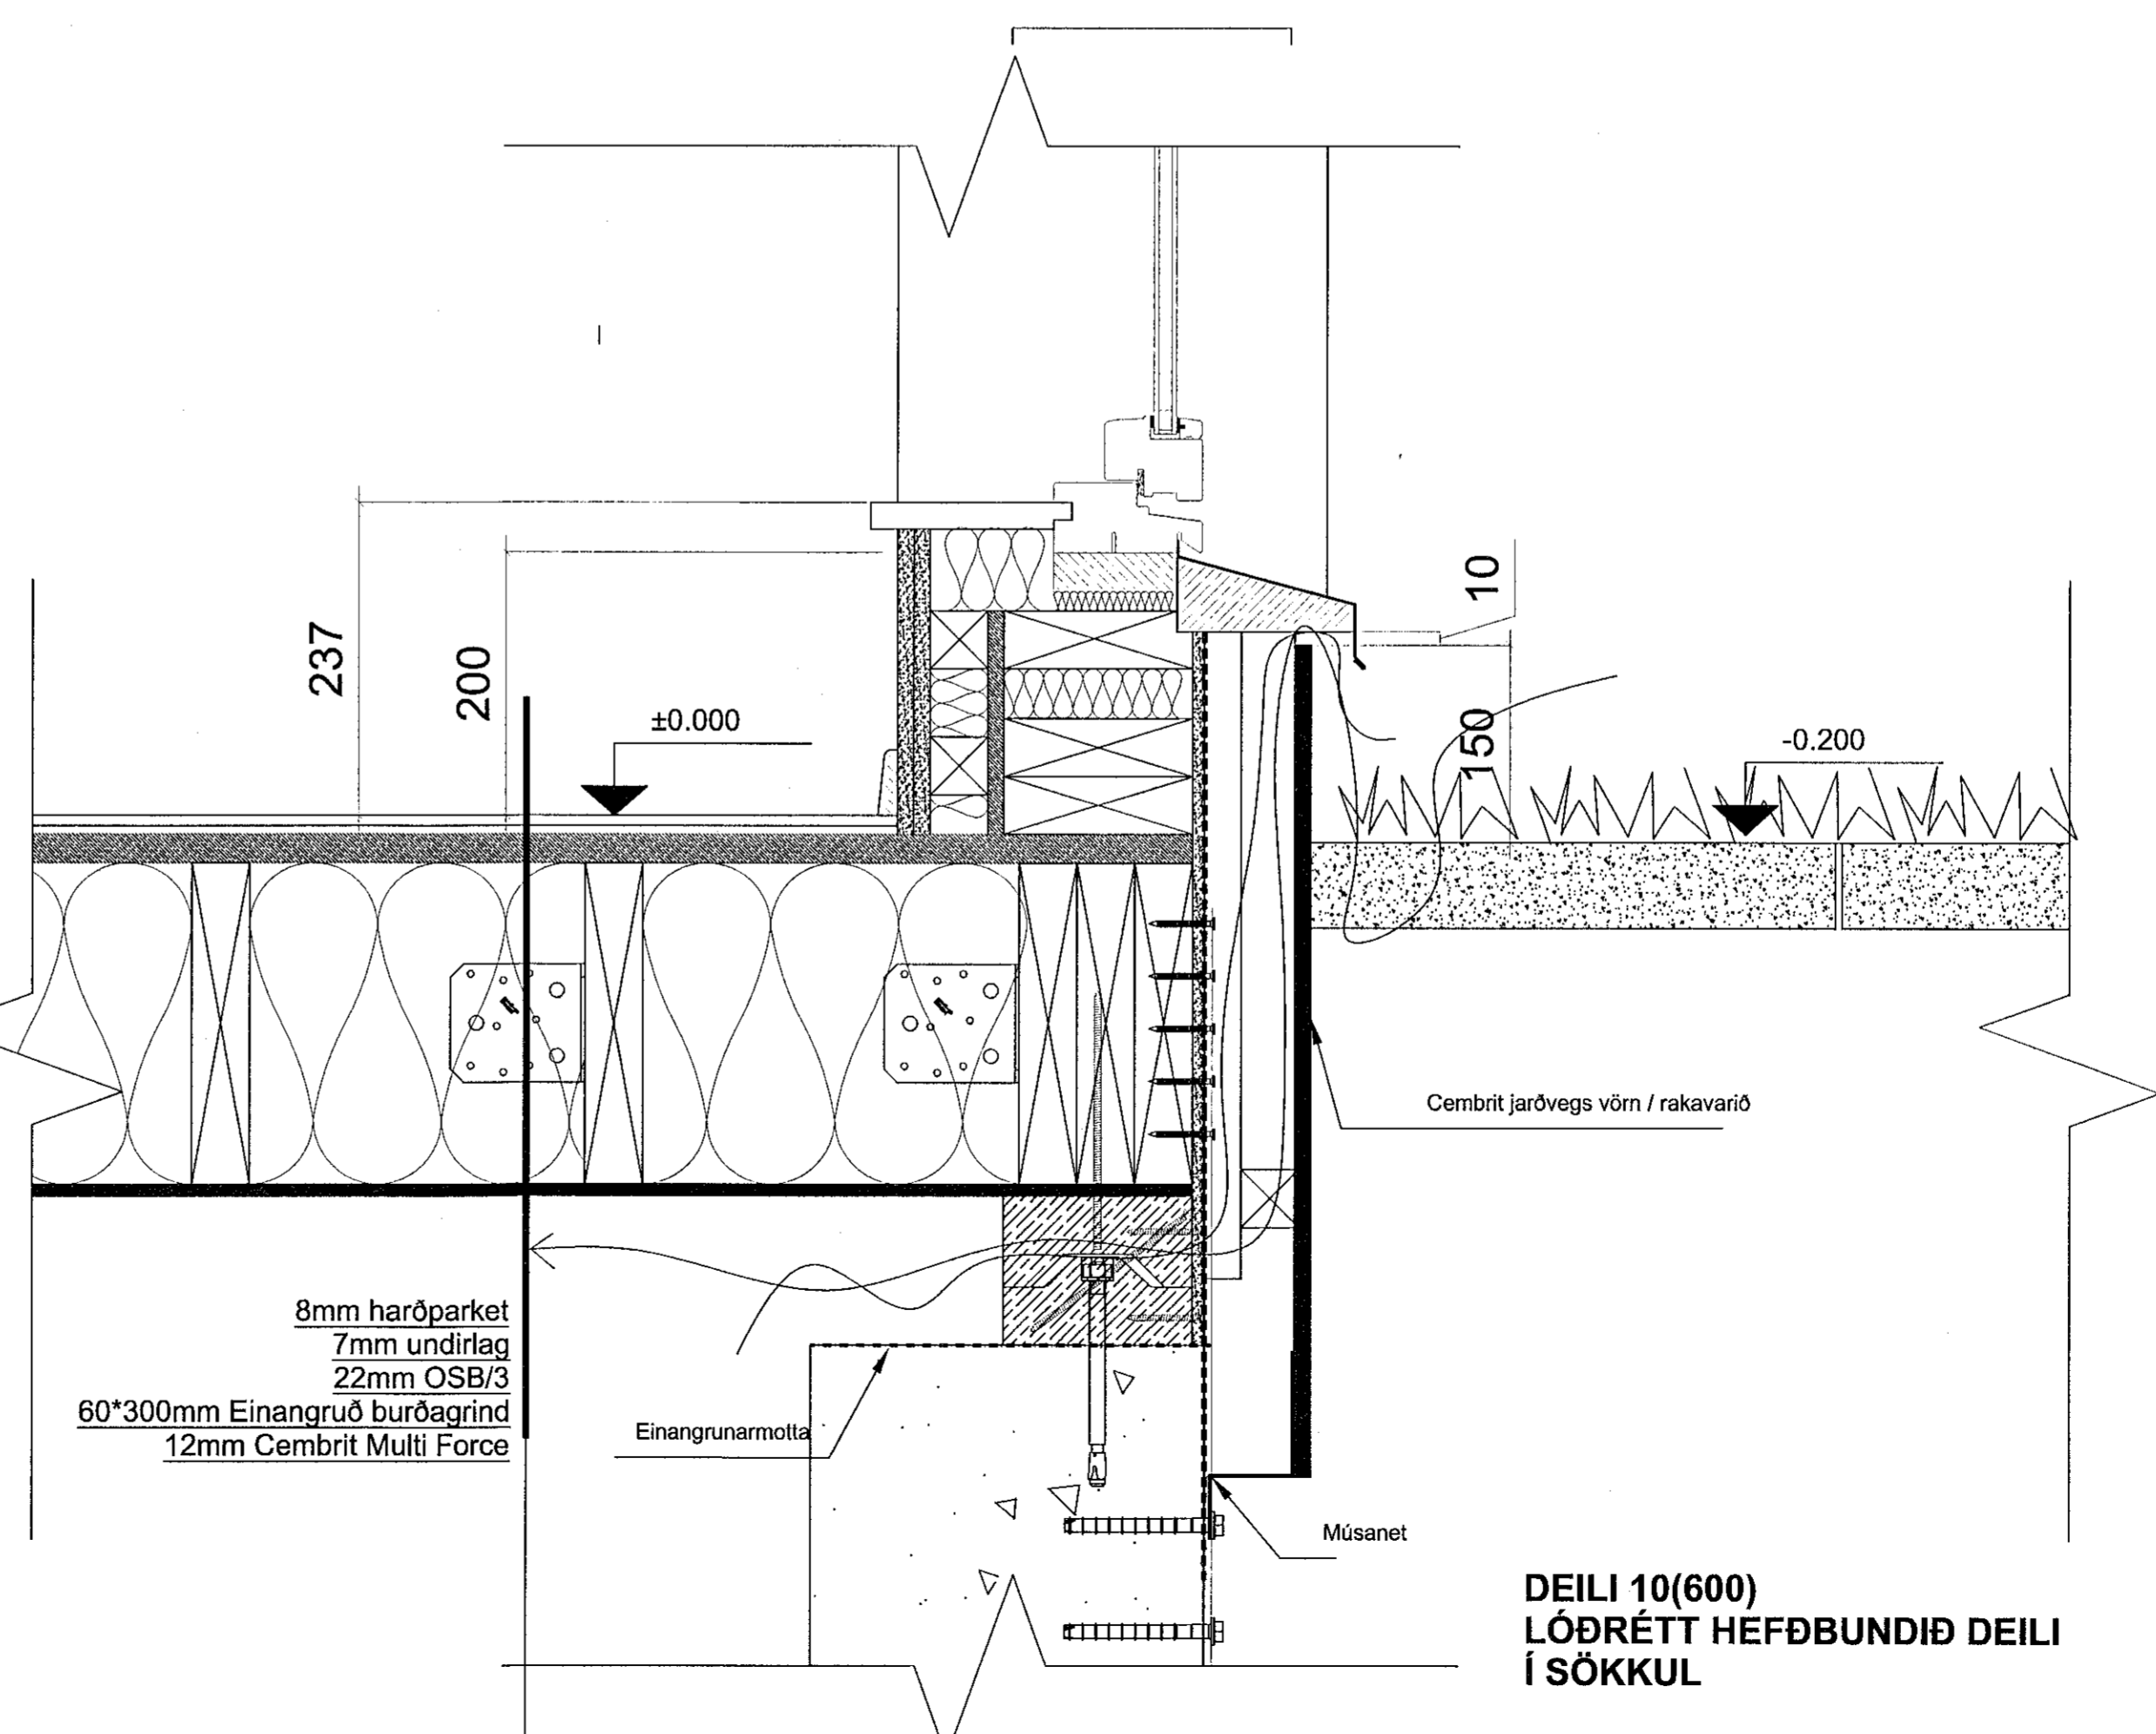 10
237
200
±0.000
150
-0.200
Cembrit jarðvegs vörn / rakavarið
8mm harðparket
7mm undirlag
22mm OSB/3
60*300mm Einangruð burðagrind
12mm Cembrit Multi Force
Einangrunarmotta
Músanet
DEILI 10(600)
LÓÐRÉTT HEFÐBUNDIÐ DEILI
Í SÖKKUL